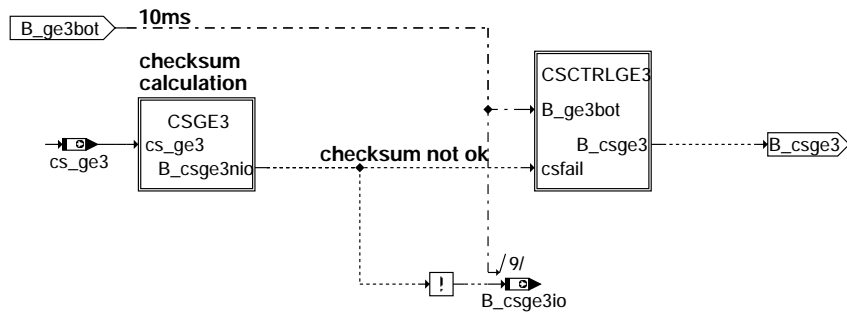 10ms
B_ge3bot
checksum
calculation
CSCTRLGE3
B_ge3bot
CSGE3
cs_ge3
cs_ge3
B_csge3nio
checksum not ok
B_csge3
csfail
B_csge3
/9/
!
B_csge3io